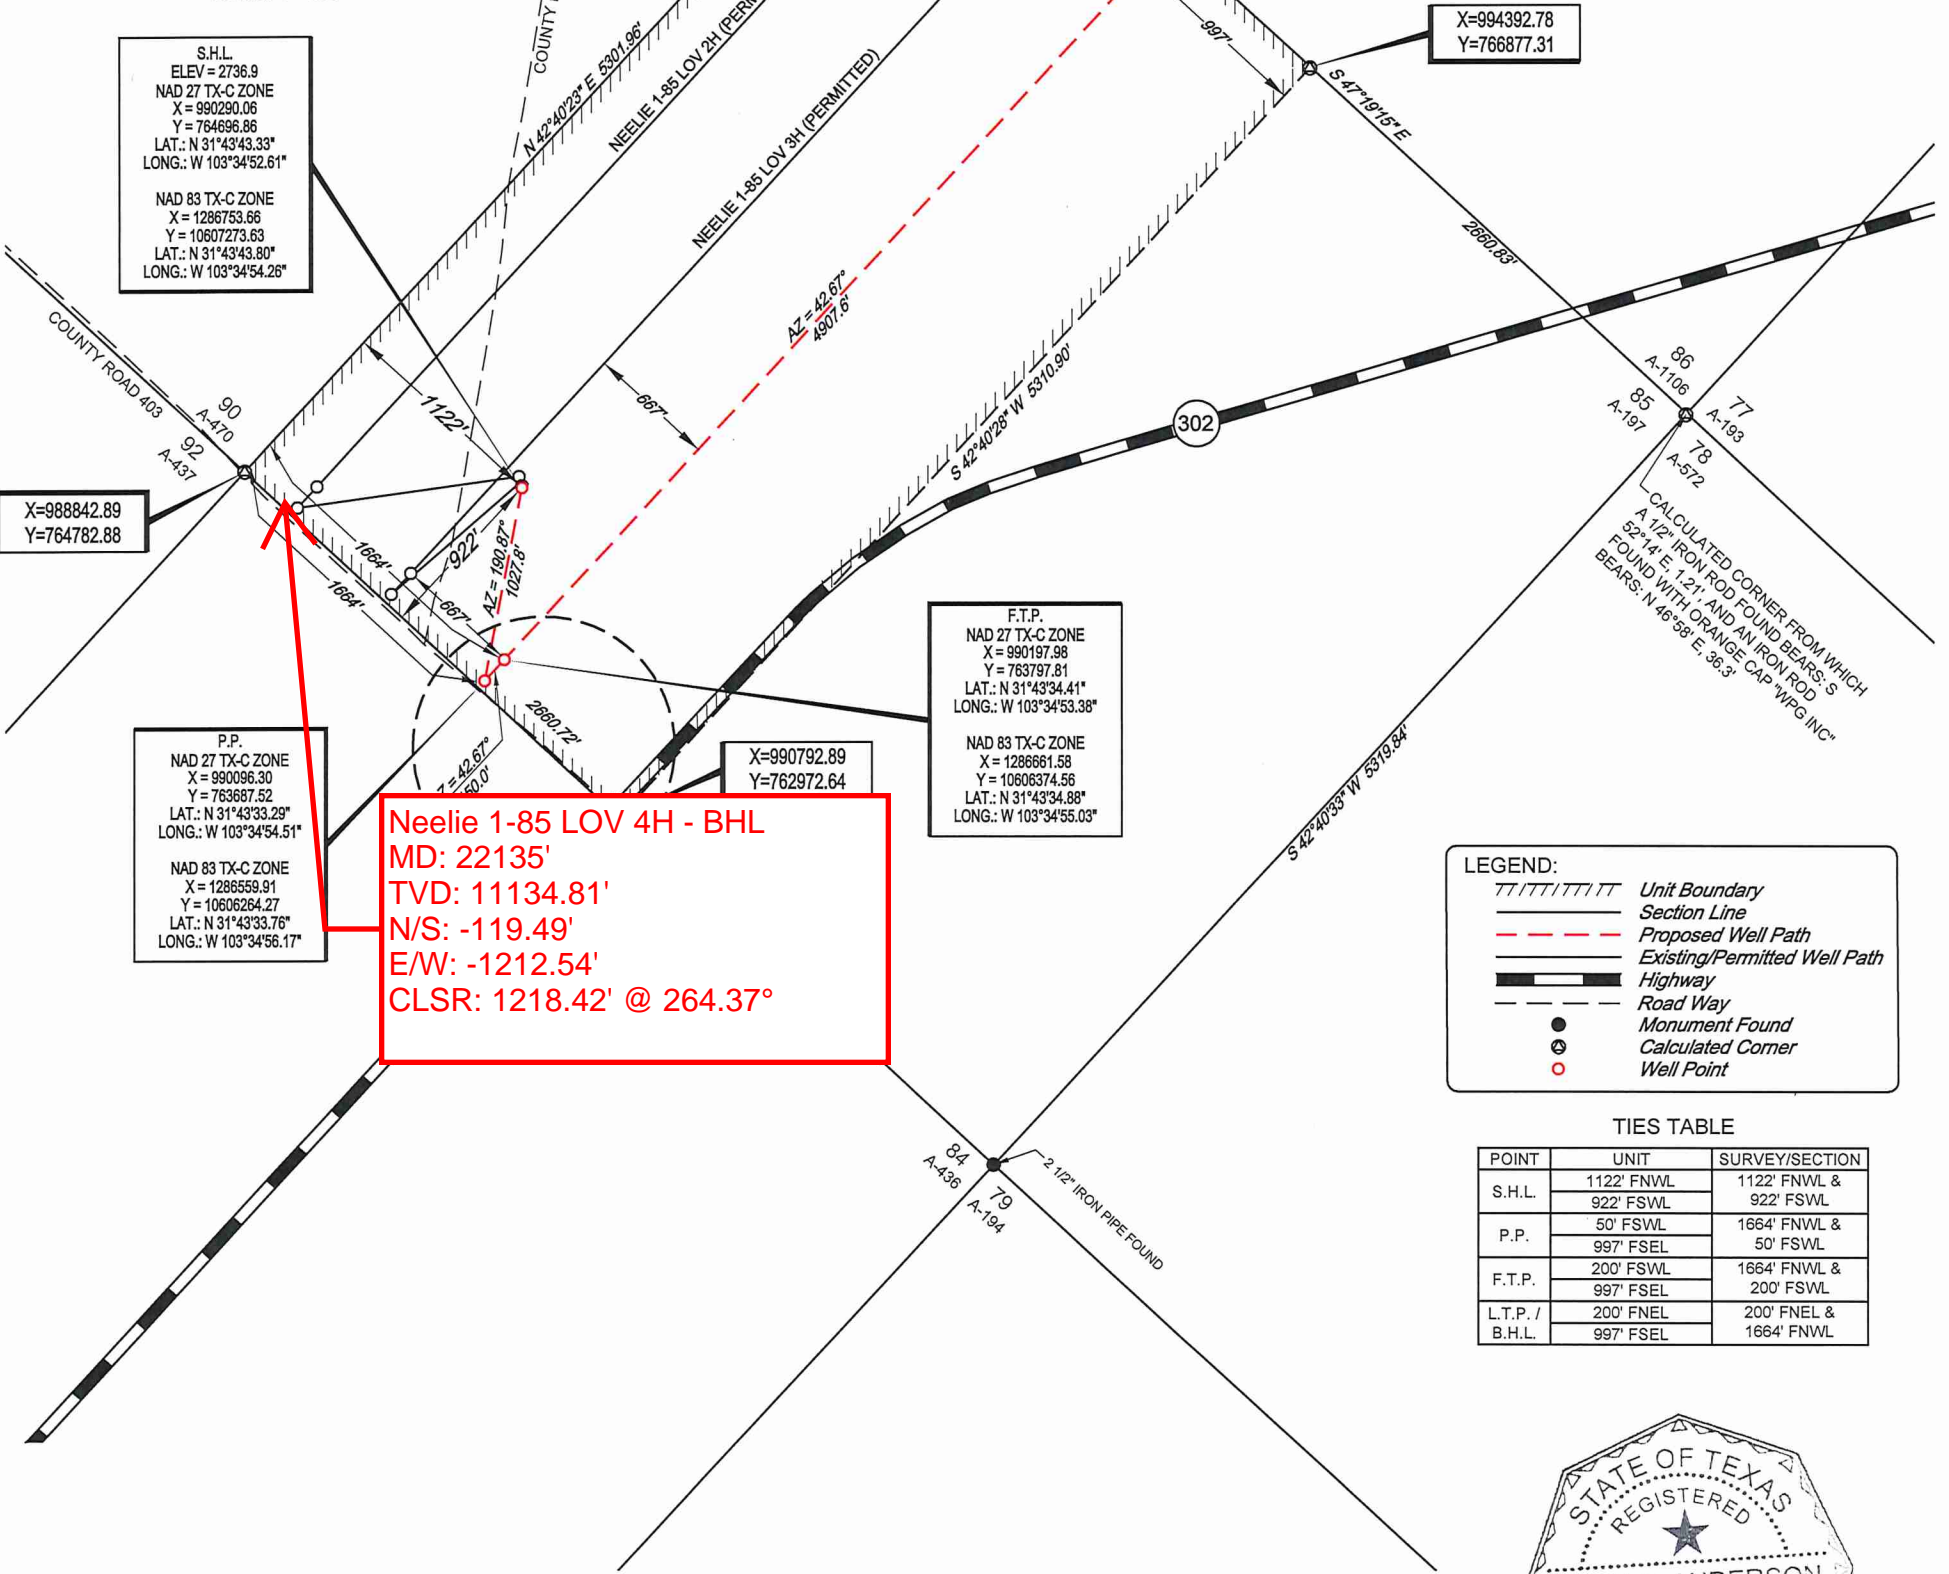 S.H.L.
ELEV = 2736.9
NAD 27 TX-C ZONE
X = 990290.06
Y = 764696.86
LAT.: N 31°43'43.33"
LONG.: W 103°34'52.61"
NAD 83 TX-C ZONE
X = 1286753.66
Y = 10607273.63
LAT.: N 31°43'43.80"
LONG.: W 103°34'54.26"
COUNTY
N 42°40'23" E 5301.96'
NEELIE 1-85 LOV 2H
NEELIE 1-85 LOV 3H (PERMITTED)
997'
X=994392.78
Y=766877.31
S 47°19'15" E
2660.83'
COUNTY ROAD 403
90
A-470
92
A-437
X=988842.89
Y=764782.88
1122'
667'
AZ = 42.67°
4907.6'
S 42°40'28" W 5310.90'
302
86
A-1106
85
A-197
77
A-193
78
A-572
CALCULATED CORNER FROM WHICH
A 1/2" IRON ROD FOUND BEARS: S
52°14' E, 1.21', AND AN IRON ROD
FOUND WITH ORANGE CAP "WPG INC"
BEARS: N 46°58' E, 36.3'
1664'
1664'
922'
667'
AZ = 190.87°
1027.8'
2660.72'
F.T.P.
NAD 27 TX-C ZONE
X = 990197.98
Y = 763797.81
LAT.: N 31°43'34.41"
LONG.: W 103°34'53.38"
NAD 83 TX-C ZONE
X = 1286661.58
Y = 10606374.56
LAT.: N 31°43'34.88"
LONG.: W 103°34'55.03"
P.P.
NAD 27 TX-C ZONE
X = 990096.30
Y = 763687.52
LAT.: N 31°43'33.29"
LONG.: W 103°34'54.51"
NAD 83 TX-C ZONE
X = 1286559.91
Y = 10606264.27
LAT.: N 31°43'33.76"
LONG.: W 103°34'56.17"
= 42.67°
50.0'
X=990792.89
Y=762972.64
S 42°40'33" W 5319.84'
Neelie 1-85 LOV 4H - BHL
MD: 22135'
TVD: 11134.81'
N/S: -119.49'
E/W: -1212.54'
CLSR: 1218.42' @ 264.37°
LEGEND:
Unit Boundary
Section Line
Proposed Well Path
Existing/Permitted Well Path
Highway
Road Way
Monument Found
Calculated Corner
Well Point
84
A-436
79
A-194
2 1/2" IRON PIPE FOUND
TIES TABLE
POINT UNIT SURVEY/SECTION
S.H.L. 1122' FNWL 922' FSWL 1122' FNWL & 922' FSWL
P.P. 50' FSWL 997' FSEL 1664' FNWL & 50' FSWL
F.T.P. 200' FSWL 997' FSEL 1664' FNWL & 200' FSWL
L.T.P. / B.H.L. 200' FNEL 997' FSEL 200' FNEL & 1664' FNWL
STATE OF TEXAS
REGISTERED